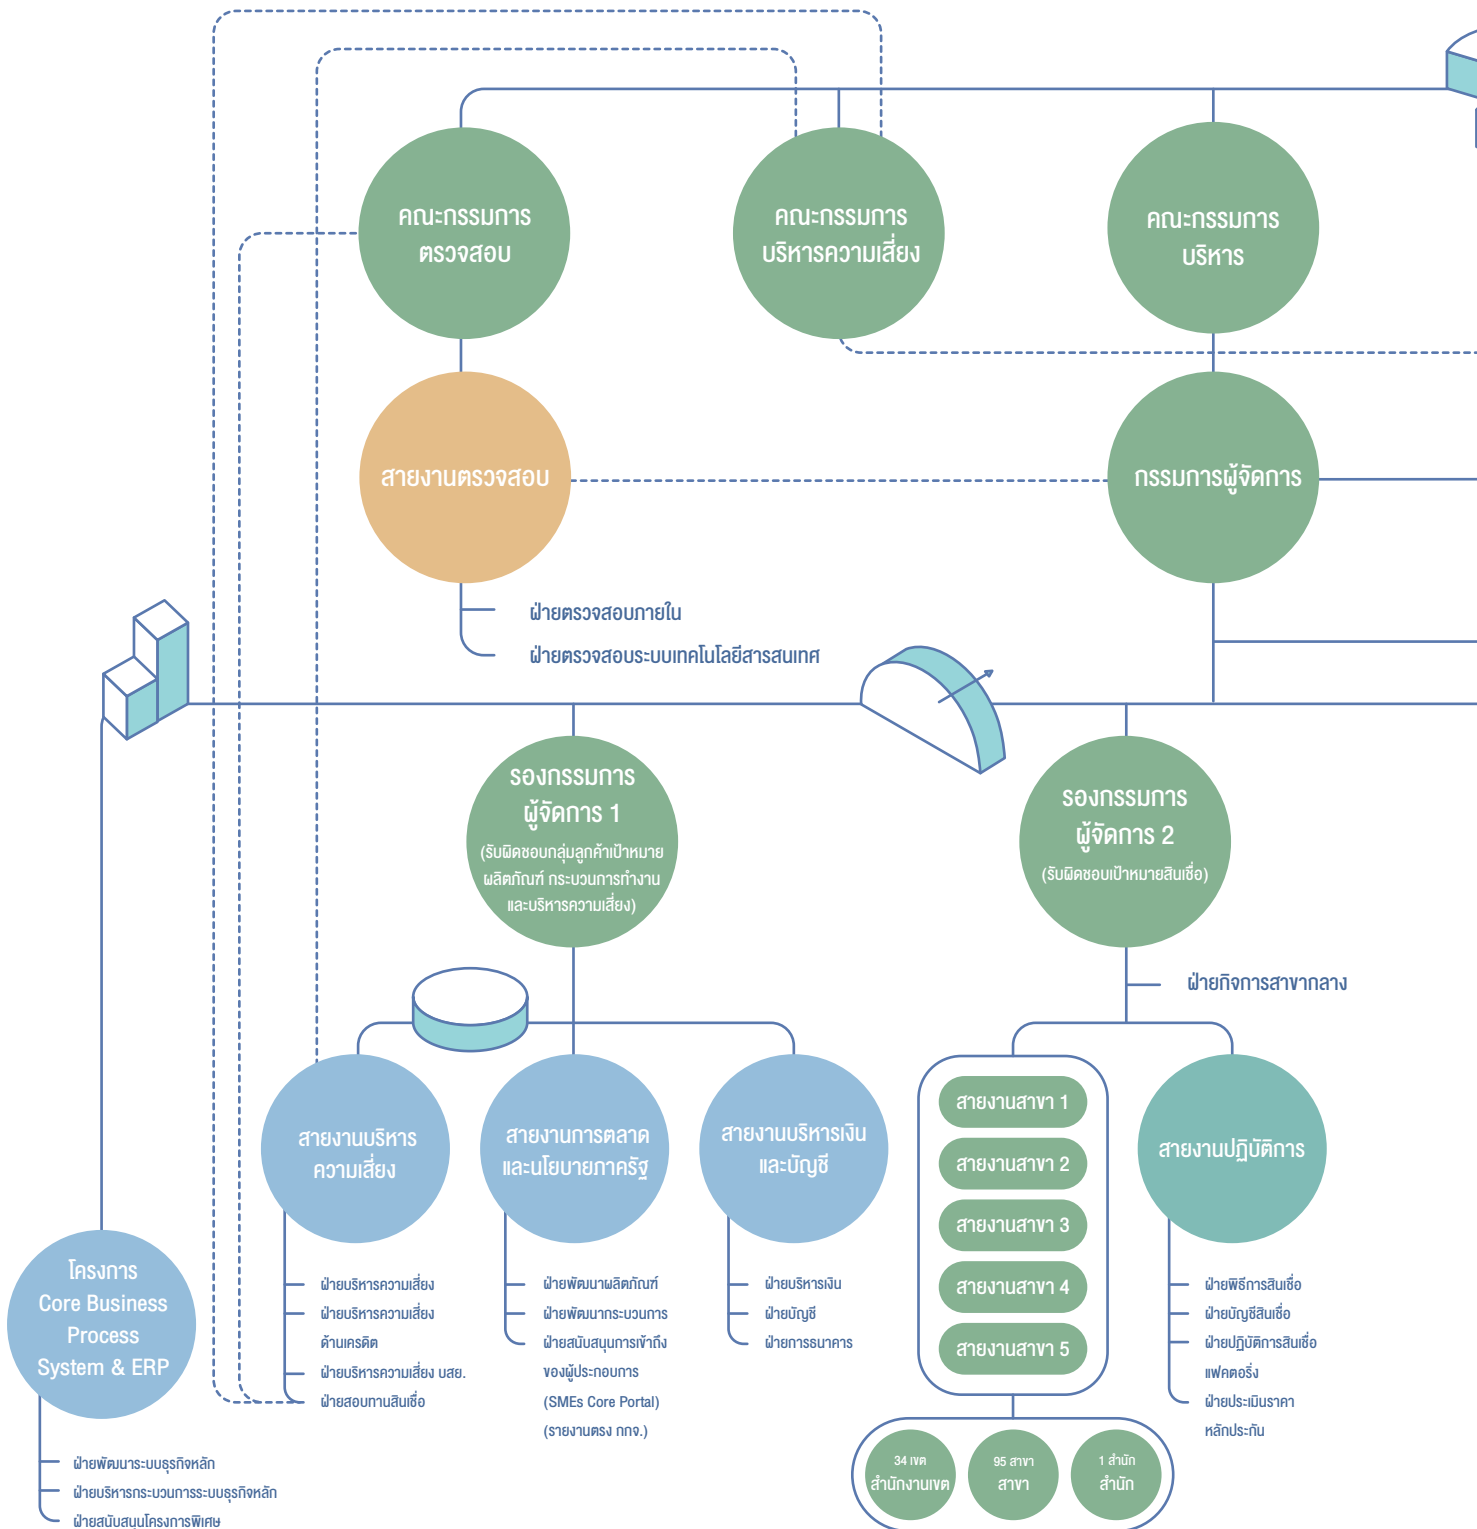 คณะกรรมการ
ตรวจสอบ
คณะกรรมการ
บริหารความเสี่ยง
คณะกรรมการ
บริหาร
สายงานตรวจสอบ
กรรมการผู้จัดการ
ฝ่ายตรวจสอบภายใน
ฝ่ายตรวจสอบระบบเทคโนโลยีสารสนเทศ
รองกรรมการ
ผู้จัดการ 1
(รับผิดชอบกลุ่มลูกค้าเป้าหมาย
ผลิตภัณฑ์ กระบวนการทำงาน
และบริหารความเสี่ยง)
รองกรรมการ
ผู้จัดการ 2
(รับผิดชอบเป้าหมายสินเชื่อ)
ฝ่ายกิจการสาขากลาง
สายงานบริหาร
ความเสี่ยง
สายงานการตลาด
และนโยบายภาครัฐ
สายงานบริหารเงิน
และบัญชี
สายงานสาขา 1
สายงานสาขา 2
สายงานสาขา 3
สายงานสาขา 4
สายงานสาขา 5
สายงานปฏิบัติการ
โครงการ
Core Business
Process
System & ERP
ฝ่ายบริหารความเสี่ยง
ฝ่ายบริหารความเสี่ยง
ด้านเครดิต
ฝ่ายบริหารความเสี่ยง บสย.
ฝ่ายสอบทานสินเชื่อ
ฝ่ายพัฒนาผลิตภัณฑ์
ฝ่ายพัฒนากระบวนการ
ฝ่ายสนับสนุนการเข้าถึง
ของผู้ประกอบการ
(SMEs Core Portal)
(รายงานตรง กกจ.)
ฝ่ายบริหารเงิน
ฝ่ายบัญชี
ฝ่ายการธนาคาร
ฝ่ายพิธีการสินเชื่อ
ฝ่ายบัญชีสินเชื่อ
ฝ่ายปฏิบัติการสินเชื่อ
แฟคตอริ่ง
ฝ่ายประเมินราคา
หลักประกัน
34 เขต
สำนักงานเขต
95 สาขา
สาขา
1 สำนัก
สำนัก
ฝ่ายพัฒนาระบบธุรกิจหลัก
ฝ่ายบริหารกระบวนการระบบธุรกิจหลัก
ฝ่ายสนับสนุนโครงการพิเศษ